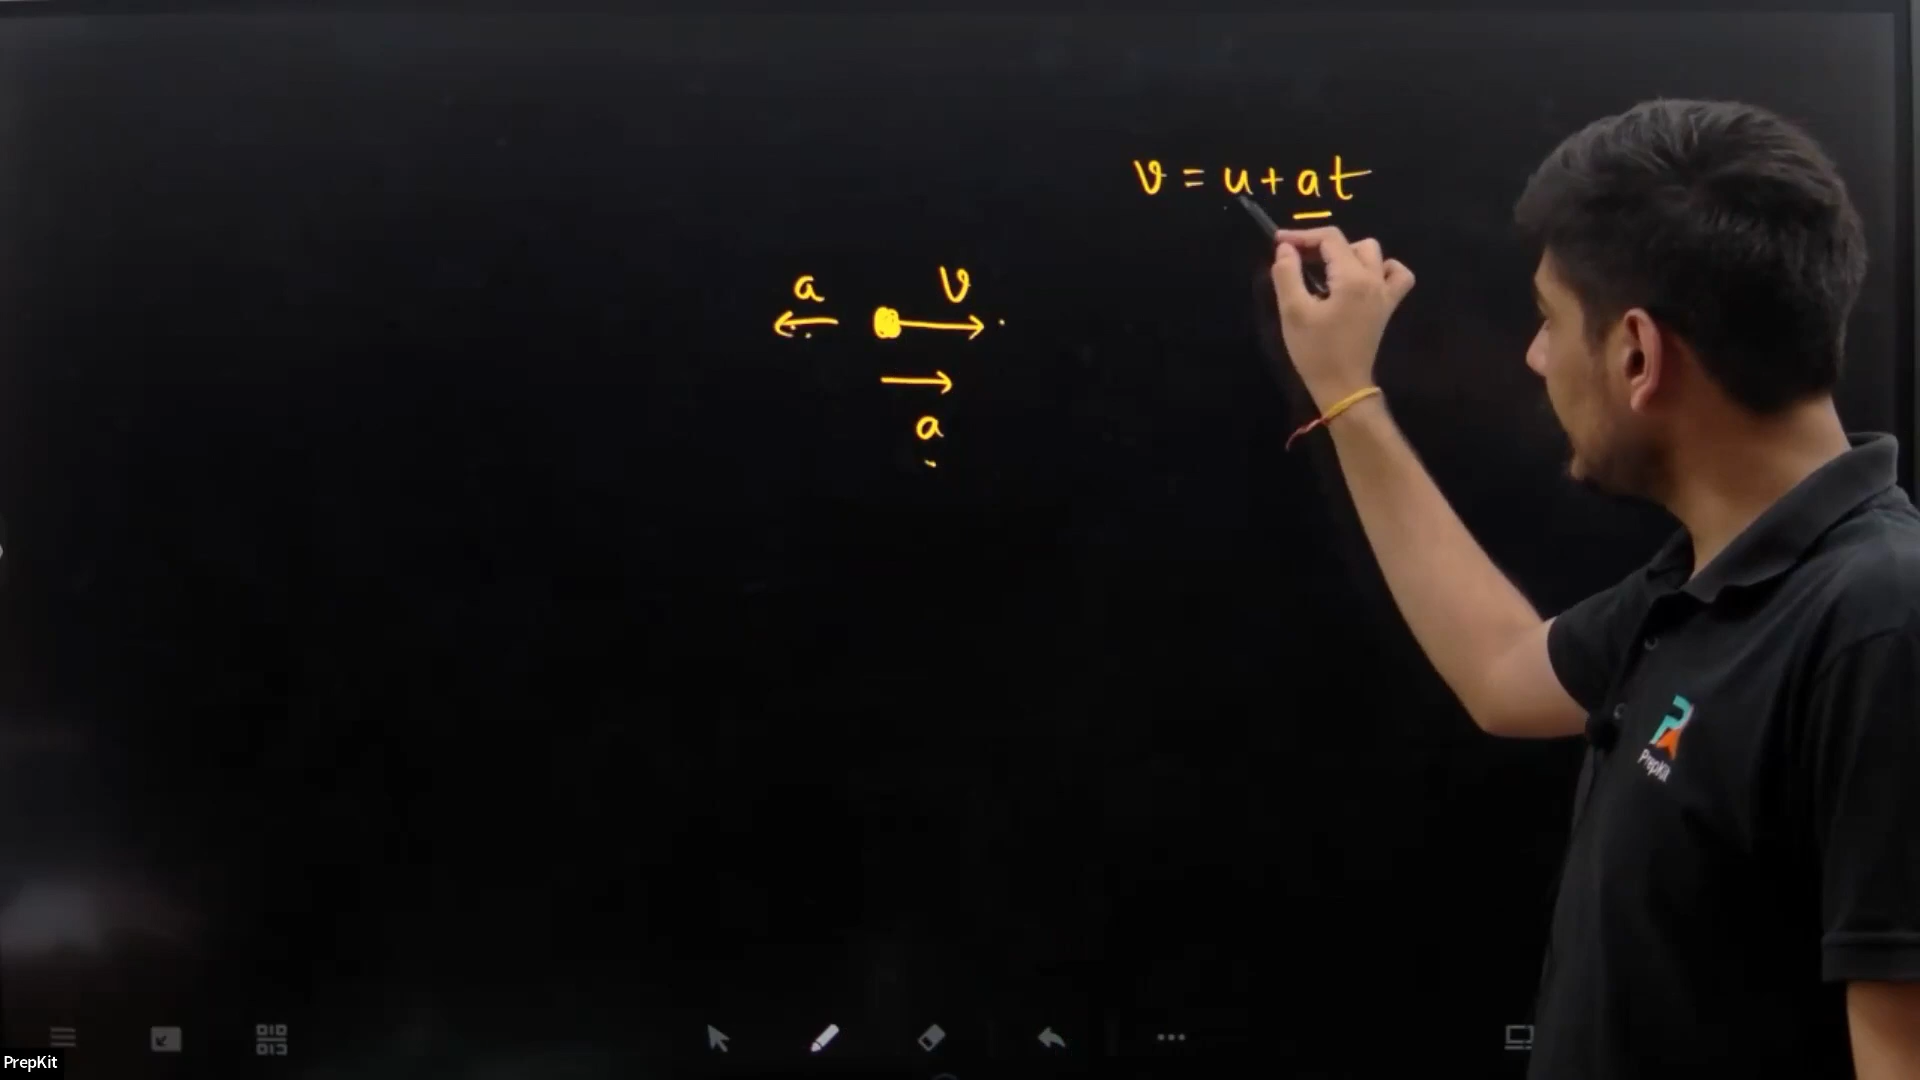 v = u + at
a v
a
PrepKit
PrepKit